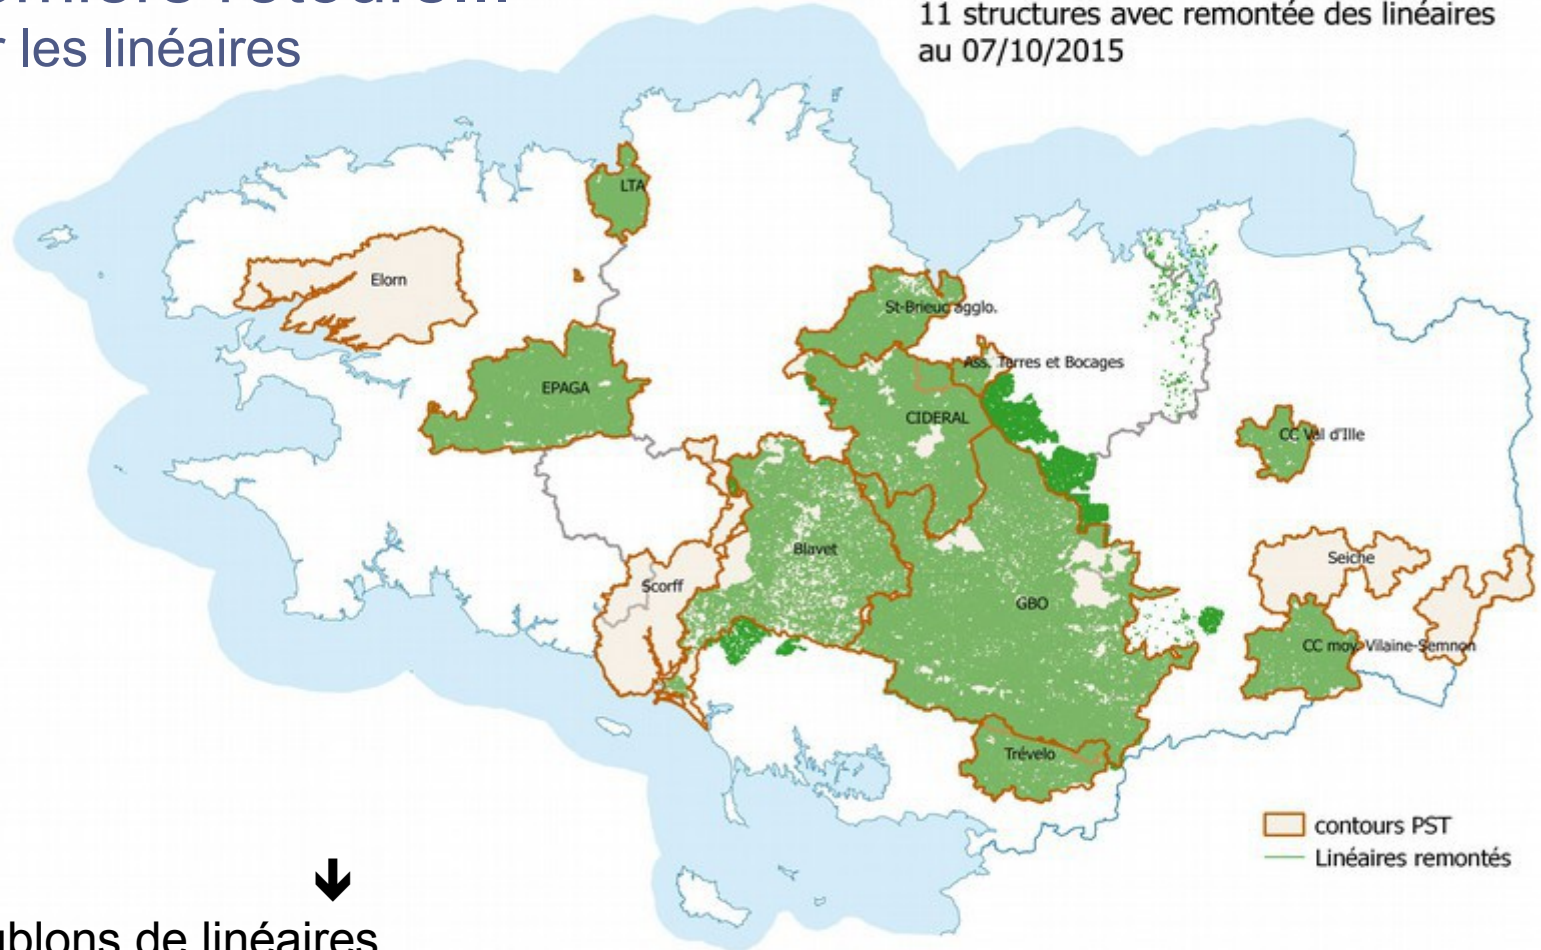 les linéaires
11 structures avec remontée des linéaires
au 07/10/2015
LTA
Elorn
St-Brieuc agglo.
Ass. Terres et Bocages
EPAGA
CIDERAL
CC Val d'Ille
Blavet
Seiche
Scorff
GBO
CC moy. Vilaine-Semnon
Trévelo
contours PST
Linéaires remontés
de linéaires